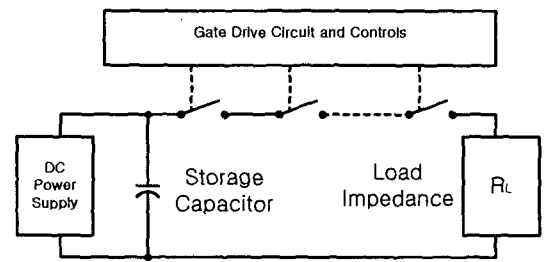 Gate Drive Circuit and Controls
DC
Power
Supply
Storage
Capacitor
Load
Impedance
RL